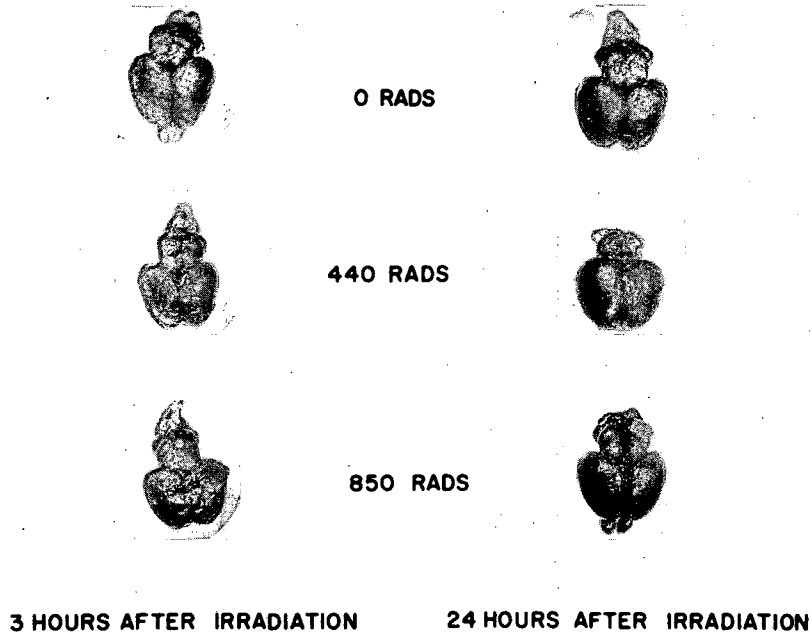 0 RADS
440 RADS
850 RADS
3 HOURS AFTER IRRADIATION
24 HOURS AFTER IRRADIATION